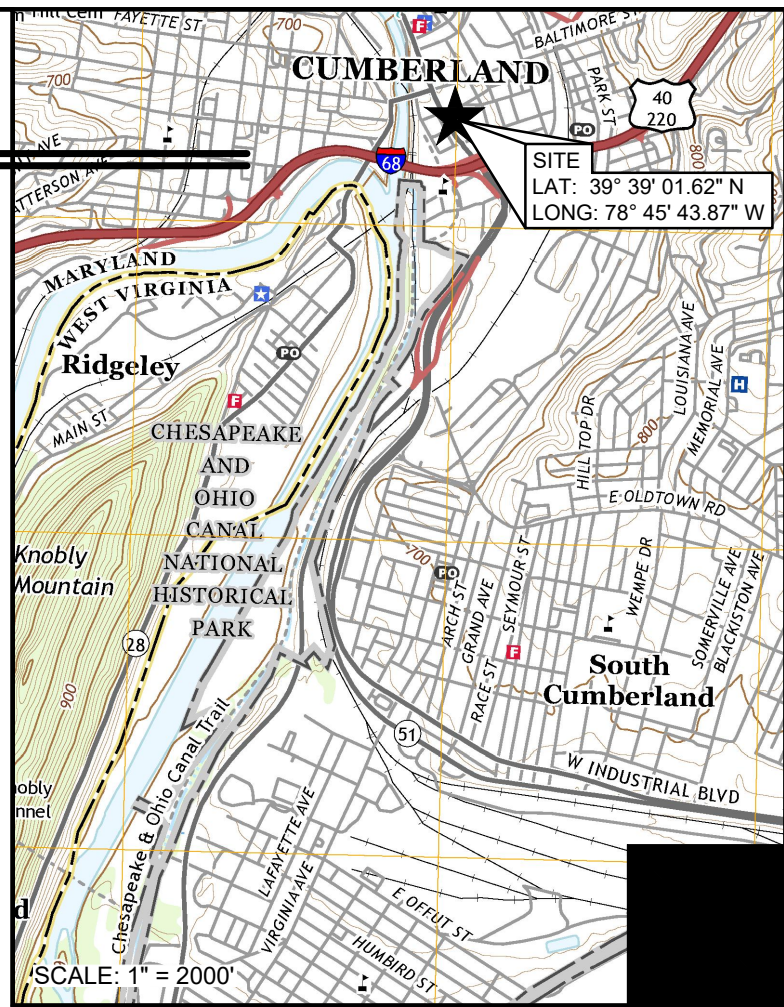 FAYETTE ST
700
F
BALTIMORE ST
CUMBERLAND
PARK ST
40
220
700
PO
68
800
SITE
LAT: 39° 39' 01.62" N
LONG: 78° 45' 43.87" W
MARYLAND
WEST VIRGINIA
Ridgeley
PO
F
MAIN ST
LOUISIANA AVE
MEMORIAL AVE
H
HILL TOP DR
800
CHESAPEAKE
AND
OHIO
CANAL
NATIONAL
HISTORICAL
PARK
E OLDTOWN RD
Knobly
Mountain
700
PO
ARCH ST
GRAND AVE
SEYMOUR ST
RACE ST
F
WEMPE DR
SOMERVILLE AVE
BLACKISTON AVE
28
South
Cumberland
900
51
W INDUSTRIAL BLVD
Chesapeake & Ohio Canal Trail
LAFAYETTE AVE
VIRGINIA AVE
E OFFUT ST
HUMBIRD ST
SCALE: 1" = 2000'